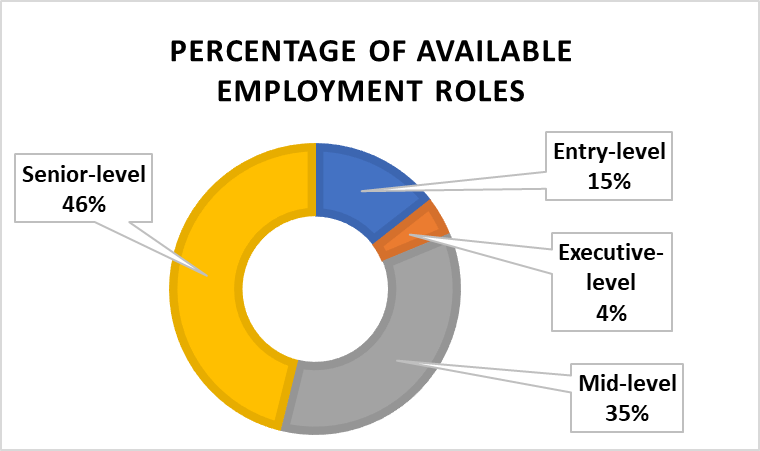 PERCENTAGE OF AVAILABLE
EMPLOYMENT ROLES
Senior-level
46%
Entry-level
15%
Executive-
level
4%
Mid-level
35%